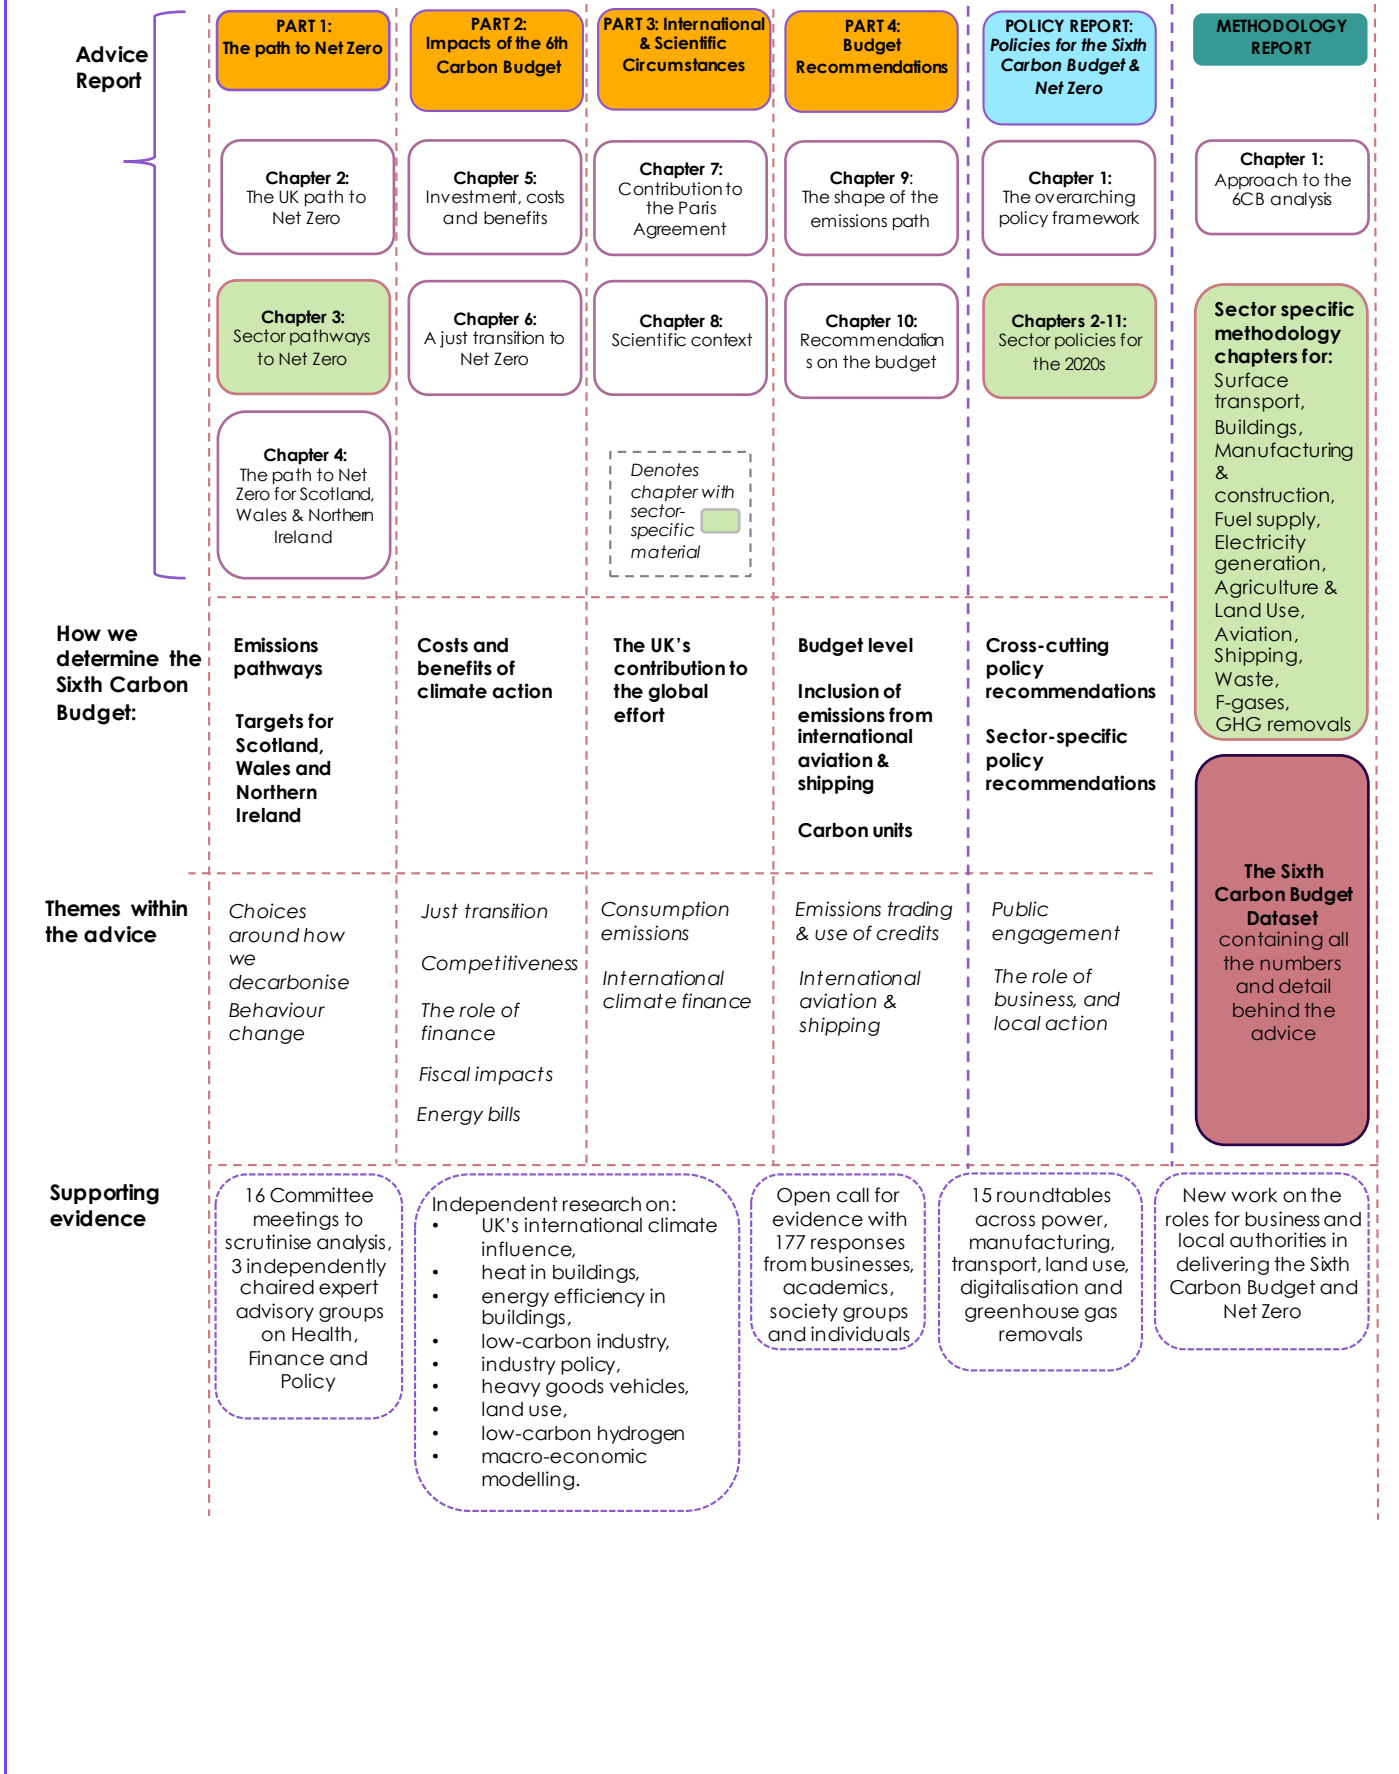 Advice
Report
PART 1:
The path to Net Zero
PART 2:
Impacts of the 6th
Carbon Budget
PART 3: International
& Scientific
Circumstances
PART 4:
Budget
Recommendations
POLICY REPORT:
Policies for the Sixth
Carbon Budget &
Net Zero
METHODOLOGY
REPORT
Chapter 2:
The UK path to
Net Zero
Chapter 5:
Investment, costs
and benefits
Chapter 7:
Contribution to
the Paris
Agreement
Chapter 9:
The shape of the
emissions path
Chapter 1:
The overarching
policy framework
Chapter 1:
Approach to the
6CB analysis
Chapter 3:
Sector pathways
to Net Zero
Chapter 6:
A just transition to
Net Zero
Chapter 8:
Scientific context
Chapter 10:
Recommendation
s on the budget
Chapters 2-11:
Sector policies for
the 2020s
Sector specific
methodology
chapters for:
Surface
transport,
Buildings,
Manufacturing
&
construction,
Fuel supply,
Electricity
generation,
Agriculture &
Land Use,
Aviation,
Shipping,
Waste,
F-gases,
GHG removals
Chapter 4:
The path to Net
Zero for Scotland,
Wales & Northern
Ireland
Denotes
chapter with
sector-
specific
material
How we
determine the
Sixth Carbon
Budget:
Emissions
pathways
Targets for
Scotland,
Wales and
Northern
Ireland
Costs and
benefits of
climate action
The UK's
contribution to
the global
effort
Budget level
Inclusion of
emissions from
international
aviation &
shipping
Carbon units
Cross-cutting
policy
recommendations
Sector-specific
policy
recommendations
The Sixth
Carbon Budget
Dataset
containing all
the numbers
and detail
behind the
advice
Themes within
the advice
Choices
around how
we
decarbonise
Behaviour
change
Just transition
Competitiveness
The role of
finance
Fiscal impacts
Energy bills
Consumption
emissions
International
climate finance
Emissions trading
& use of credits
International
aviation &
shipping
Public
engagement
The role of
business, and
local action
Supporting
evidence
16 Committee
meetings to
scrutinise analysis,
3 independently
chaired expert
advisory groups
on Health,
Finance and
Policy
Independent research on:
• UK's international climate
influence,
• heat in buildings,
• energy efficiency in
buildings,
• low-carbon industry,
• industry policy,
• heavy goods vehicles,
• land use,
• low-carbon hydrogen
• macro-economic
modelling.
Open call for
evidence with
177 responses
from businesses,
academics,
society groups
and individuals
15 roundtables
across power,
manufacturing,
transport, land use,
digitalisation and
greenhouse gas
removals
New work on the
roles for business and
local authorities in
delivering the Sixth
Carbon Budget and
Net Zero